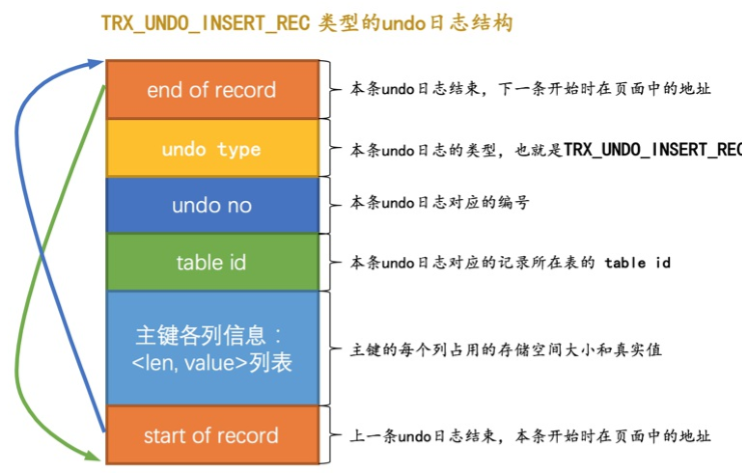 TRX_UNDO_INSERT_REC 类型的undo日志结构
end of record
本条undo日志结束，下一条开始时在页面中的地址
undo type
本条undo日志的类型，也就是TRX_UNDO_INSERT_REC
undo no
本条undo日志对应的编号
table id
本条undo日志对应的记录所在表的 table id
主键各列信息：
<len, value>列表
主键的每个列占用的存储空间大小和真实值
start of record
上一条undo日志结束，本条开始时在页面中的地址